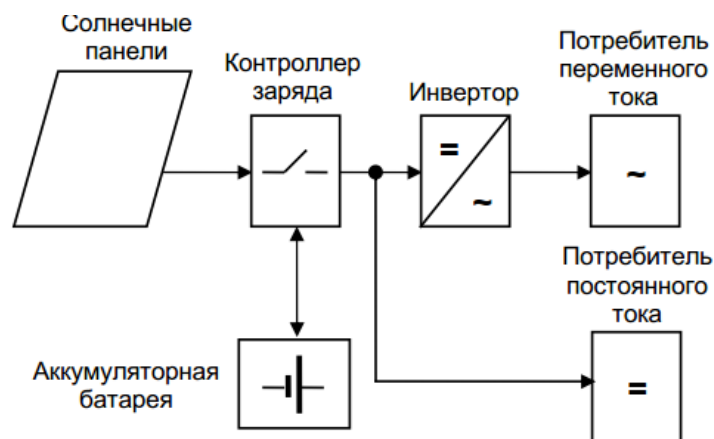 Солнечные
панели
Контроллер
заряда
Инвертор
Потребитель
переменного
тока
=
~
~
Потребитель
постоянного
тока
Аккумуляторная
батарея
=